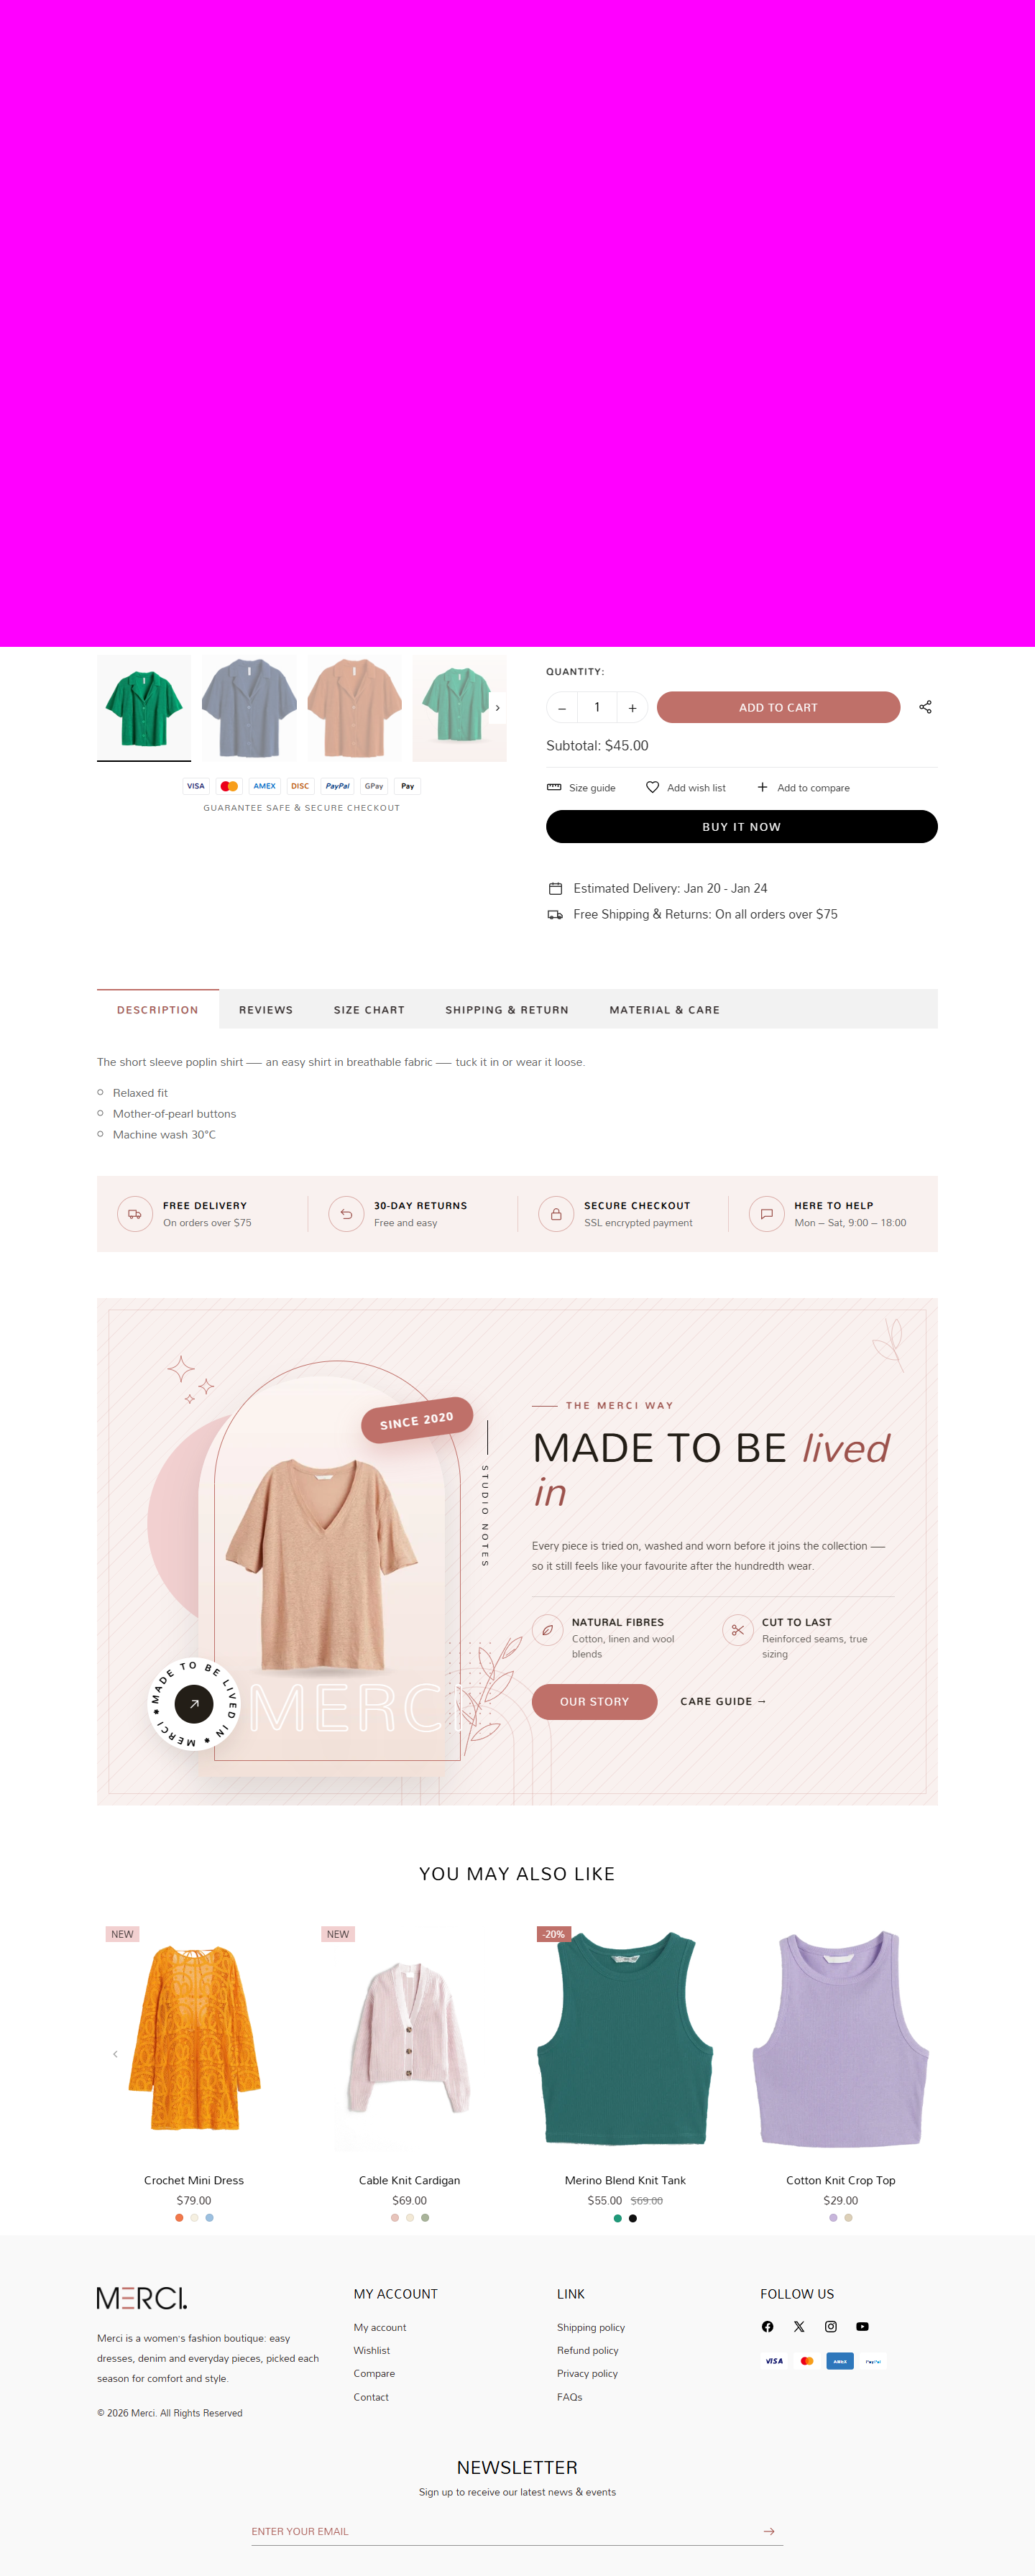 QUANTITY:
– 1 +
ADD TO CART
Subtotal: $45.00
VISA
AMEX
DISC
PayPal
GPay
Pay
GUARANTEE SAFE & SECURE CHECKOUT
Size guide
Add wish list
Add to compare
BUY IT NOW
Estimated Delivery: Jan 20 - Jan 24
Free Shipping & Returns: On all orders over $75
DESCRIPTION
REVIEWS
SIZE CHART
SHIPPING & RETURN
MATERIAL & CARE
The short sleeve poplin shirt — an easy shirt in breathable fabric — tuck it in or wear it loose.
Relaxed fit
Mother-of-pearl buttons
Machine wash 30°C
FREE DELIVERY
On orders over $75
30-DAY RETURNS
Free and easy
SECURE CHECKOUT
SSL encrypted payment
HERE TO HELP
Mon – Sat, 9:00 – 18:00
SINCE 2020
STUDIO NOTES
MADE TO BE LIVED IN * MERCI *
MERCI
THE MERCI WAY
MADE TO BE lived
in
Every piece is tried on, washed and worn before it joins the collection —
so it still feels like your favourite after the hundredth wear.
NATURAL FIBRES
Cotton, linen and wool
blends
CUT TO LAST
Reinforced seams, true
sizing
OUR STORY
CARE GUIDE →
YOU MAY ALSO LIKE
NEW
NEW
-20%
Crochet Mini Dress
$79.00
Cable Knit Cardigan
$69.00
Merino Blend Knit Tank
$55.00 $69.00
Cotton Knit Crop Top
$29.00
MERCI.
Merci is a women's fashion boutique: easy
dresses, denim and everyday pieces, picked each
season for comfort and style.
© 2026 Merci. All Rights Reserved
MY ACCOUNT
My account
Wishlist
Compare
Contact
LINK
Shipping policy
Refund policy
Privacy policy
FAQs
FOLLOW US
VISA
AMEX
PayPal
NEWSLETTER
Sign up to receive our latest news & events
ENTER YOUR EMAIL